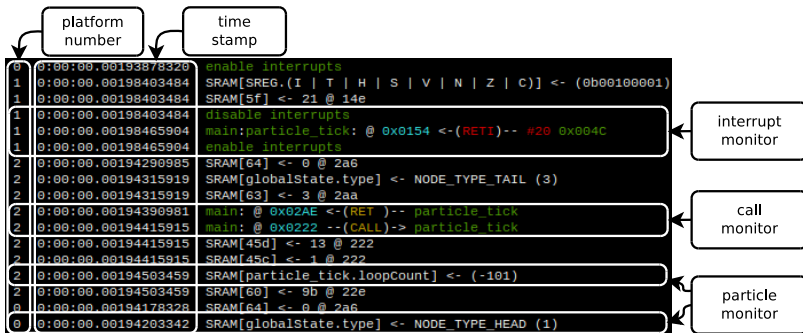 platform number
time stamp
0 0:00:00.00193878320 enable interrupts
1 0:00:00.00198403484 SRAM[SREG.(I | T | H | S | V | N | Z | C)] <- (0b00100001)
1 0:00:00.00198403484 SRAM[5f] <- 21 @ 14e
1 0:00:00.00198403484 disable interrupts
1 0:00:00.00198465904 main:particle_tick: @ 0x0154 <-(RETI)-- #20 0x004C
1 0:00:00.00198465904 enable interrupts
interrupt monitor
2 0:00:00.00194290985 SRAM[64] <- 0 @ 2a6
2 0:00:00.00194315919 SRAM[globalState.type] <- NODE_TYPE_TAIL (3)
2 0:00:00.00194315919 SRAM[63] <- 3 @ 2aa
2 0:00:00.00194390981 main: @ 0x02AE <-(RET )-- particle_tick
2 0:00:00.00194415915 main: @ 0x0222 --(CALL)-> particle_tick
call monitor
2 0:00:00.00194415915 SRAM[45d] <- 13 @ 222
2 0:00:00.00194415915 SRAM[45c] <- 1 @ 222
2 0:00:00.00194503459 SRAM[particle_tick.loopCount] <- (-101)
2 0:00:00.00194503459 SRAM[60] <- 9b @ 22e
0 0:00:00.00194178328 SRAM[64] <- 0 @ 2a6
0 0:00:00.00194203342 SRAM[globalState.type] <- NODE_TYPE_HEAD (1)
particle monitor